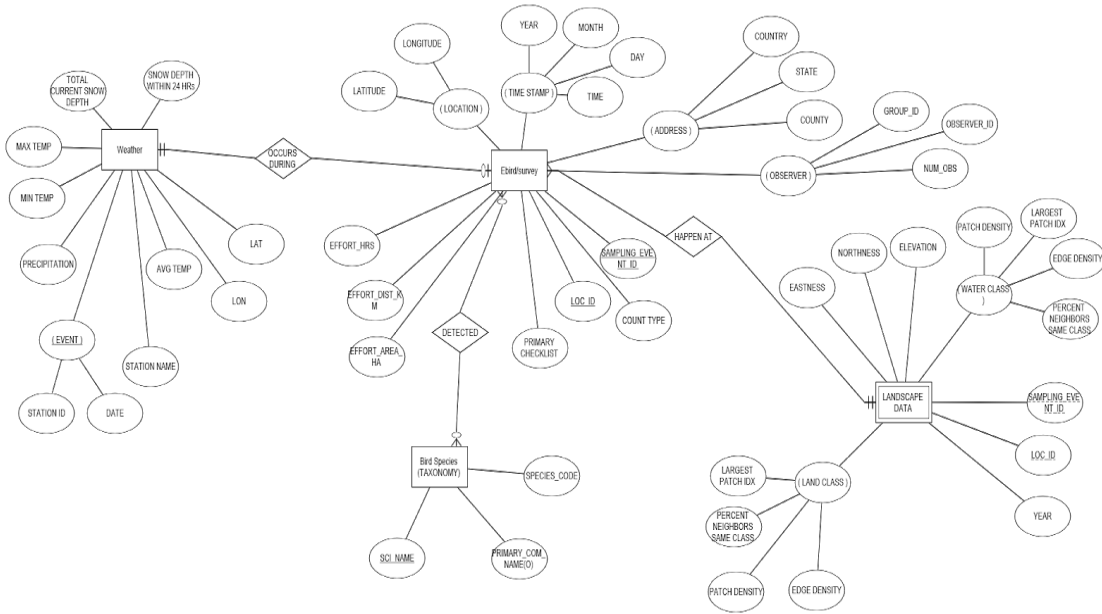 YEAR
MONTH
LONGITUDE
COUNTRY
DAY
SNOW DEPTH
WITHIN 24 HRs
TOTAL
CURRENT SNOW
DEPTH
STATE
LATITUDE
( TIME STAMP )
TIME
( LOCATION )
GROUP_ID
COUNTY
OBSERVER_ID
( ADDRESS )
MAX TEMP
Weather
OCCURS
DURING
Ebird/survey
( OBSERVER )
NUM_OBS
MIN TEMP
LARGEST
PATCH IDX
PATCH DENSITY
HAPPEN AT
LAT
EFFORT_HRS
SAMPLING_EVE
NT_ID
NORTHNESS
ELEVATION
EDGE DENSITY
PRECIPITATION
AVG TEMP
EASTNESS
(WATER CLASS
)
LON
EFFORT_DIST_K
M
LOC_ID
COUNT TYPE
PERCENT
NEIGHBORS
SAME CLASS
DETECTED
( EVENT )
PRIMARY
CHECKLIST
EFFORT_AREA_
HA
STATION NAME
LANDSCAPE
DATA
SAMPLING_EVE
NT_ID
STATION ID
DATE
LOC_ID
Bird Species
(TAXONOMY)
SPECIES_CODE
LARGEST
PATCH IDX
( LAND CLASS )
YEAR
PERCENT
NEIGHBORS
SAME CLASS
SCI_NAME
PRIMARY_COM_
NAME(O)
PATCH DENSITY
EDGE DENSITY